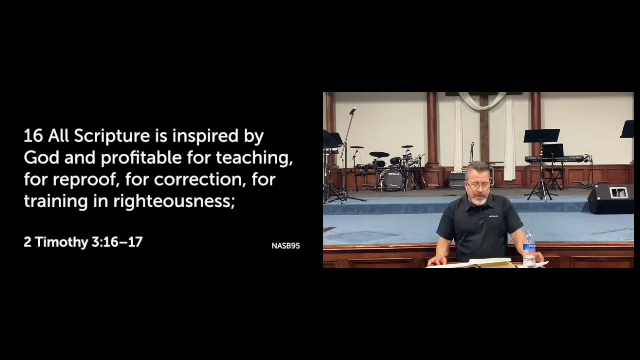 16 All Scripture is inspired by
God and profitable for teaching,
for reproof, for correction, for
training in righteousness;
2 Timothy 3:16–17
NASB95